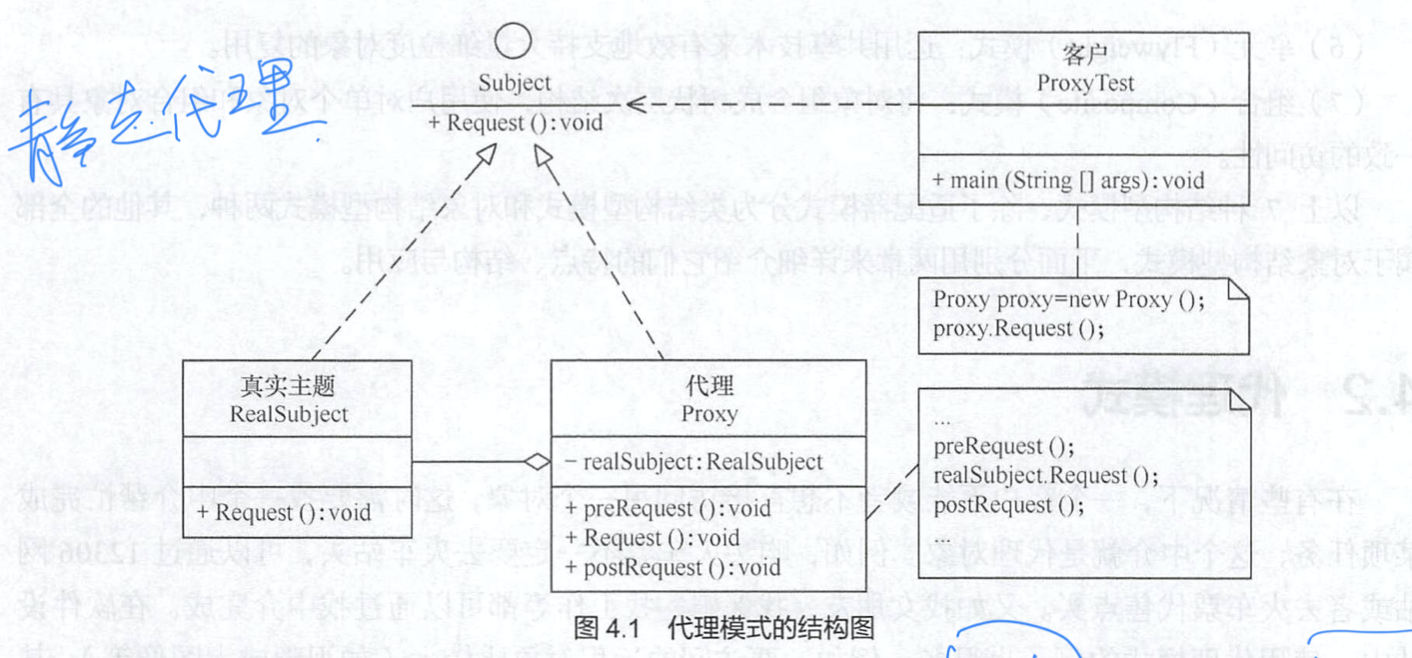 静态代理
Subject
+ Request ():void
客户
ProxyTest
+ main (String [] args):void
Proxy proxy=new Proxy ();
proxy.Request ();
真实主题
RealSubject
+ Request ():void
代理
Proxy
− realSubject:RealSubject
+ preRequest ():void
+ Request ():void
+ postRequest ():void
...
preRequest ();
realSubject.Request ();
postRequest ();
图 4.1 代理模式的结构图